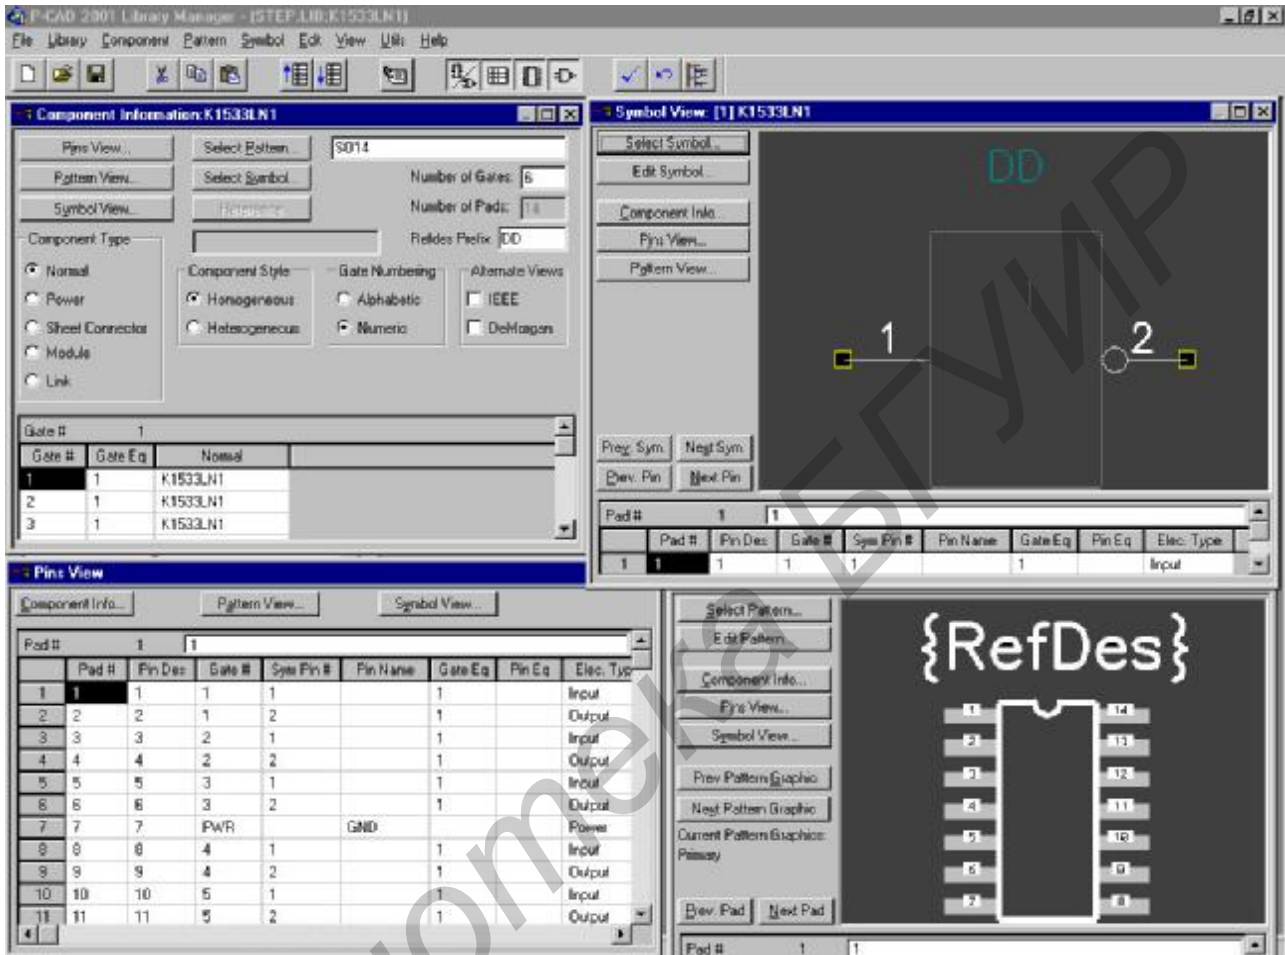 P-CAD 2001 Library Manager - [STEP.LIB:K1533LN1]
File Library Component Pattern Symbol Edit View Utils Help
Component Information:K1533LN1
Pins View...
Select Pattern...
SO14
Pattern View...
Select Symbol...
Number of Gates: 6
Symbol View...
Number of Pads: 14
Component Type
Refdes Prefix: DD
Normal
Power
Sheet Connector
Module
Link
Component Style
Homogeneous
Heterogeneous
Gate Numbering
Alphabetic
Numeric
Alternate Views
IEEE
DeMorgan
Gate # 1
Gate # Gate Eq Normal
1 1 K1533LN1
2 1 K1533LN1
3 1 K1533LN1
Symbol View: [1] K1533LN1
Select Symbol...
Edit Symbol...
Component Info...
Pins View...
Pattern View...
DD
1
2
Prev. Sym. Next Sym.
Prev. Pin Next Pin
Pad # 1 1
Pad # Pin Des Gate # Sym Pin # Pin Name Gate Eq Pin Eq Elec. Type
1 1 1 1 1 1 Input
Pins View
Component Info... Pattern View... Symbol View...
Pad # 1 1
Pad # Pin Des Gate # Sym Pin # Pin Name Gate Eq Pin Eq Elec. Typ
1 1 1 1 1 1 Input
2 2 2 1 2 1 Output
3 3 3 2 1 1 Input
4 4 4 2 2 1 Output
5 5 5 3 1 1 Input
6 6 6 3 2 1 Output
7 7 7 PWR GND Power
8 8 8 4 1 1 Input
9 9 9 4 2 1 Output
10 10 10 5 1 1 Input
11 11 11 5 2 1 Output
Select Pattern...
Edit Pattern...
Component Info...
Pins View...
Symbol View...
Prev Pattern Graphic
Next Pattern Graphic
Current Pattern Graphics:
Primary
Prev. Pad Next Pad
{RefDes}
1 14
2 13
3 12
4 11
5 10
6 9
7 8
Pad # 1 1
БГУИР